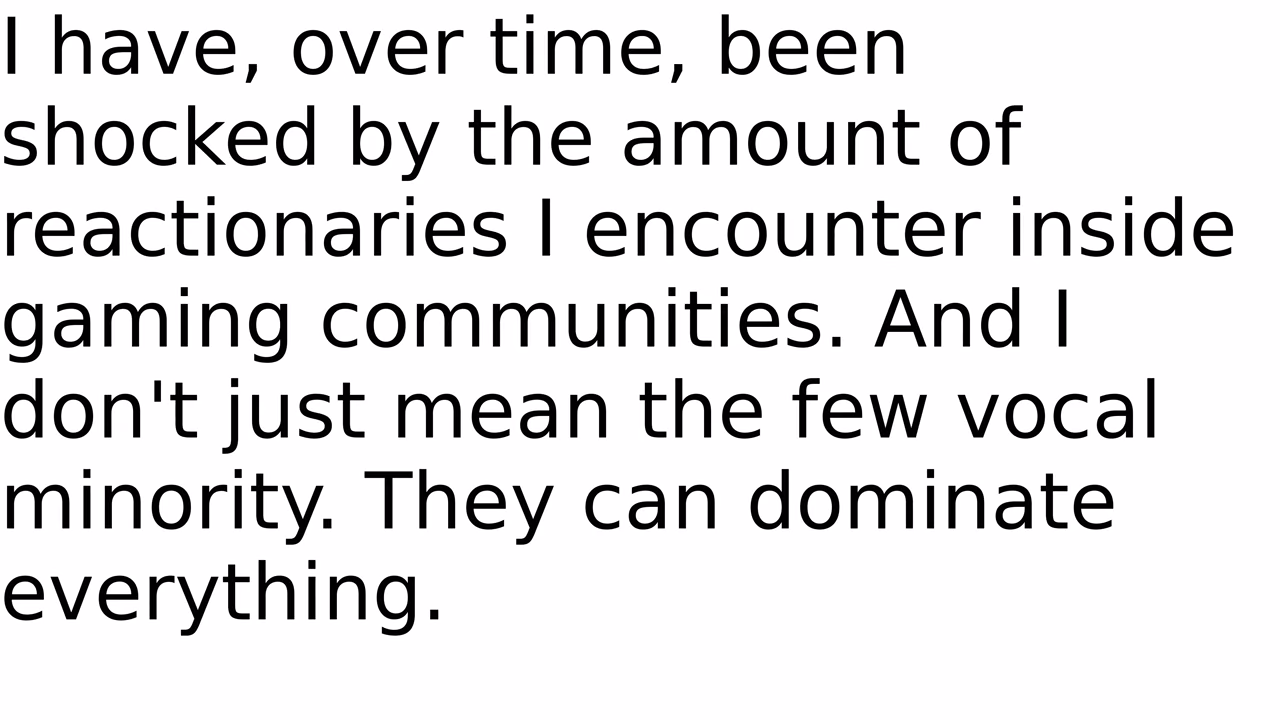 I have, over time, been
shocked by the amount of
reactionaries I encounter inside
gaming communities. And I
don't just mean the few vocal
minority. They can dominate
everything.